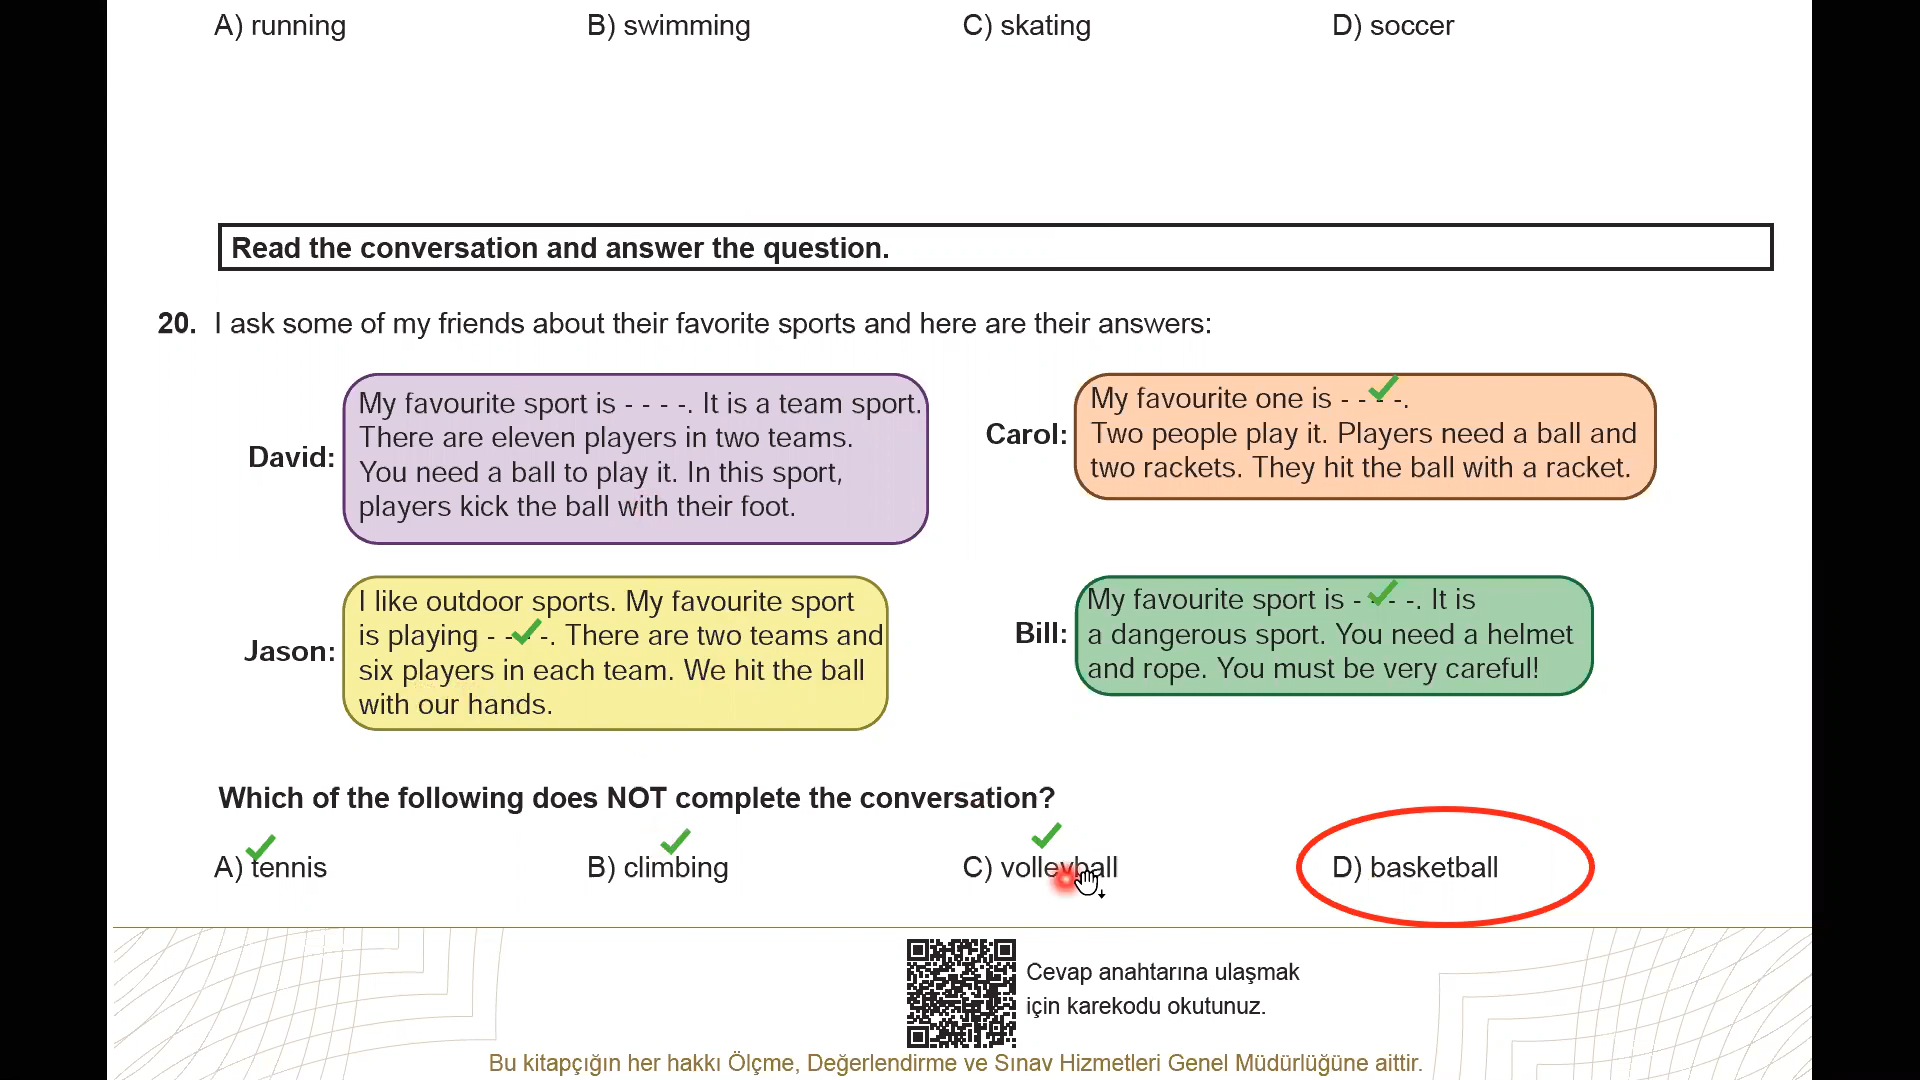 A) running B) swimming C) skating D) soccer
Read the conversation and answer the question.
20. I ask some of my friends about their favorite sports and here are their answers:
David:
My favourite sport is - - - -. It is a team sport.
There are eleven players in two teams.
You need a ball to play it. In this sport,
players kick the ball with their foot.
Carol:
My favourite one is - - - -.
Two people play it. Players need a ball and
two rackets. They hit the ball with a racket.
Jason:
I like outdoor sports. My favourite sport
is playing - - - -. There are two teams and
six players in each team. We hit the ball
with our hands.
Bill:
My favourite sport is - - - -. It is
a dangerous sport. You need a helmet
and rope. You must be very careful!
Which of the following does NOT complete the conversation?
A) tennis B) climbing C) volleyball D) basketball
Cevap anahtarına ulaşmak
için karekodu okutunuz.
Bu kitapçığın her hakkı Ölçme, Değerlendirme ve Sınav Hizmetleri Genel Müdürlüğüne aittir.